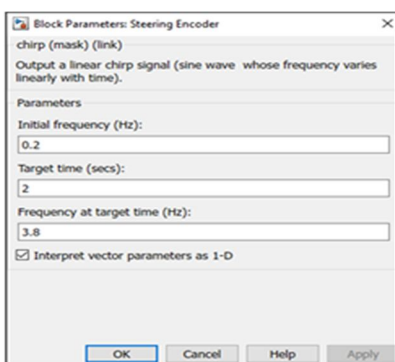 Block Parameters: Steering Encoder
chirp (mask) (link)
Output a linear chirp signal (sine wave whose frequency varies
linearly with time).
Parameters
Initial frequency (Hz):
0.2
Target time (secs):
2
Frequency at target time (Hz):
3.8
Interpret vector parameters as 1-D
OK Cancel Help Apply